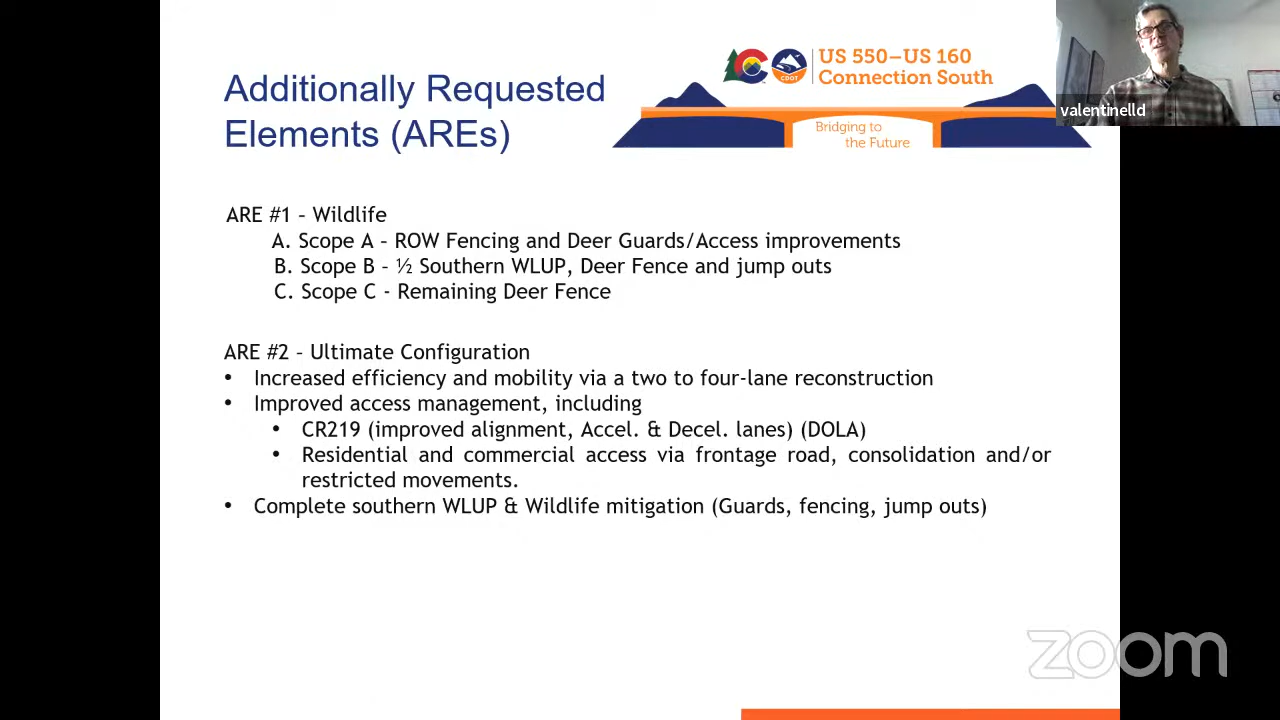 Additionally Requested
Elements (AREs)
CDOT
US 550–US 160
Connection South
Bridging to
the Future
valentinelld
ARE #1 – Wildlife
A. Scope A – ROW Fencing and Deer Guards/Access improvements
B. Scope B – ½ Southern WLUP, Deer Fence and jump outs
C. Scope C - Remaining Deer Fence
ARE #2 – Ultimate Configuration
• Increased efficiency and mobility via a two to four-lane reconstruction
• Improved access management, including
• CR219 (improved alignment, Accel. & Decel. lanes) (DOLA)
• Residential and commercial access via frontage road, consolidation and/or
restricted movements.
• Complete southern WLUP & Wildlife mitigation (Guards, fencing, jump outs)
zoom